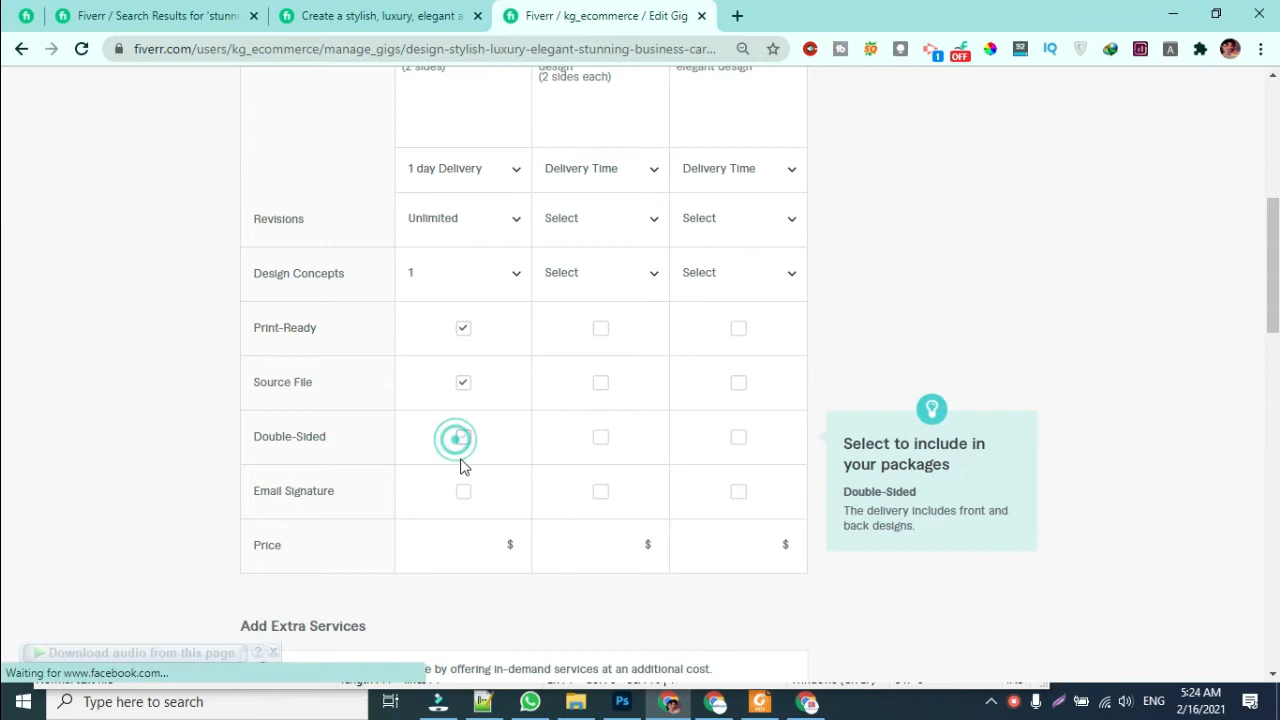 Fiverr / Search Results for 'stunn
Create a stylish, luxury, elegant a
Fiverr / kg_ecommerce / Edit Gig
fiverr.com/users/kg_ecommerce/manage_gigs/design-stylish-luxury-elegant-stunning-business-car...
(2 sides)
design
(2 sides each)
elegant design
1 day Delivery
Delivery Time
Delivery Time
Revisions
Unlimited
Select
Select
Design Concepts
1
Select
Select
Print-Ready
Source File
Double-Sided
Email Signature
Price
$
$
$
Select to include in
your packages
Double-Sided
The delivery includes front and
back designs.
Add Extra Services
e by offering in-demand services at an additional cost.
Download audio from this page
Waiting for www.facebook.com...
Type here to search
ENG
5:24 AM
2/16/2021